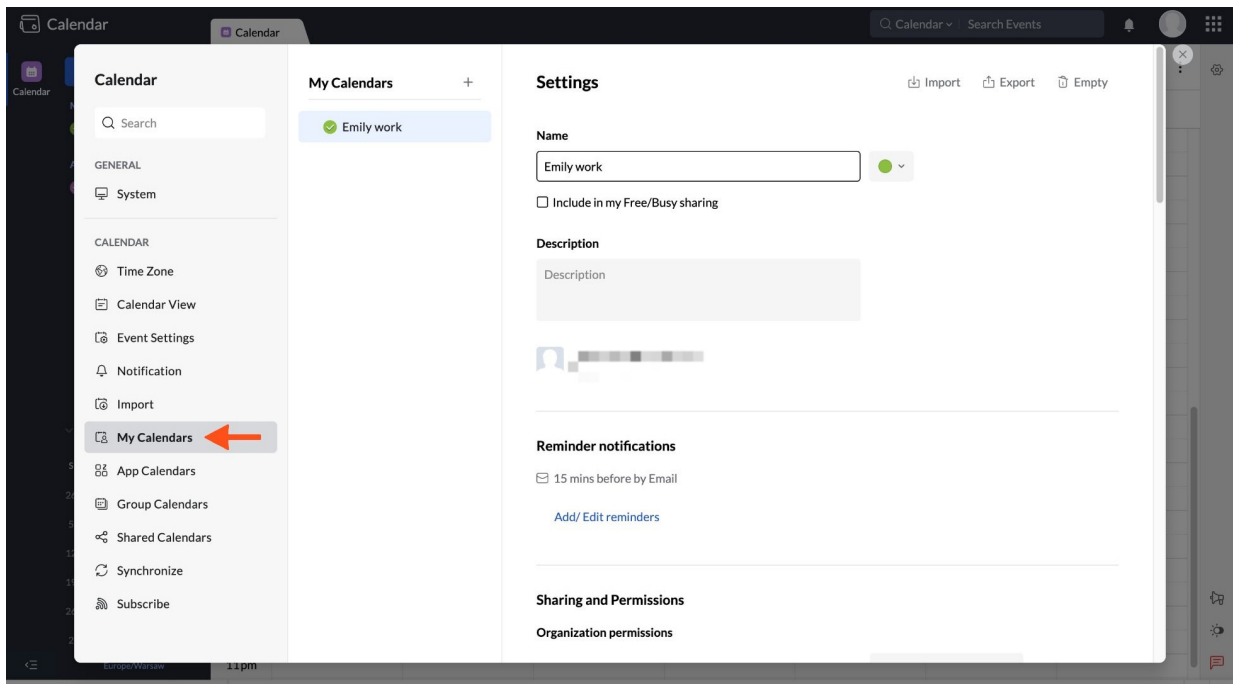 Calendar
Calendar
Calendar
Search Events
Calendar
Calendar
Search
GENERAL
System
CALENDAR
Time Zone
Calendar View
Event Settings
Notification
Import
My Calendars
App Calendars
Group Calendars
Shared Calendars
Synchronize
Subscribe
My Calendars
+
Emily work
Settings
Import
Export
Empty
Name
Emily work
Include in my Free/Busy sharing
Description
Description
Reminder notifications
15 mins before by Email
Add/ Edit reminders
Sharing and Permissions
Organization permissions
Europe/Warsaw
11pm